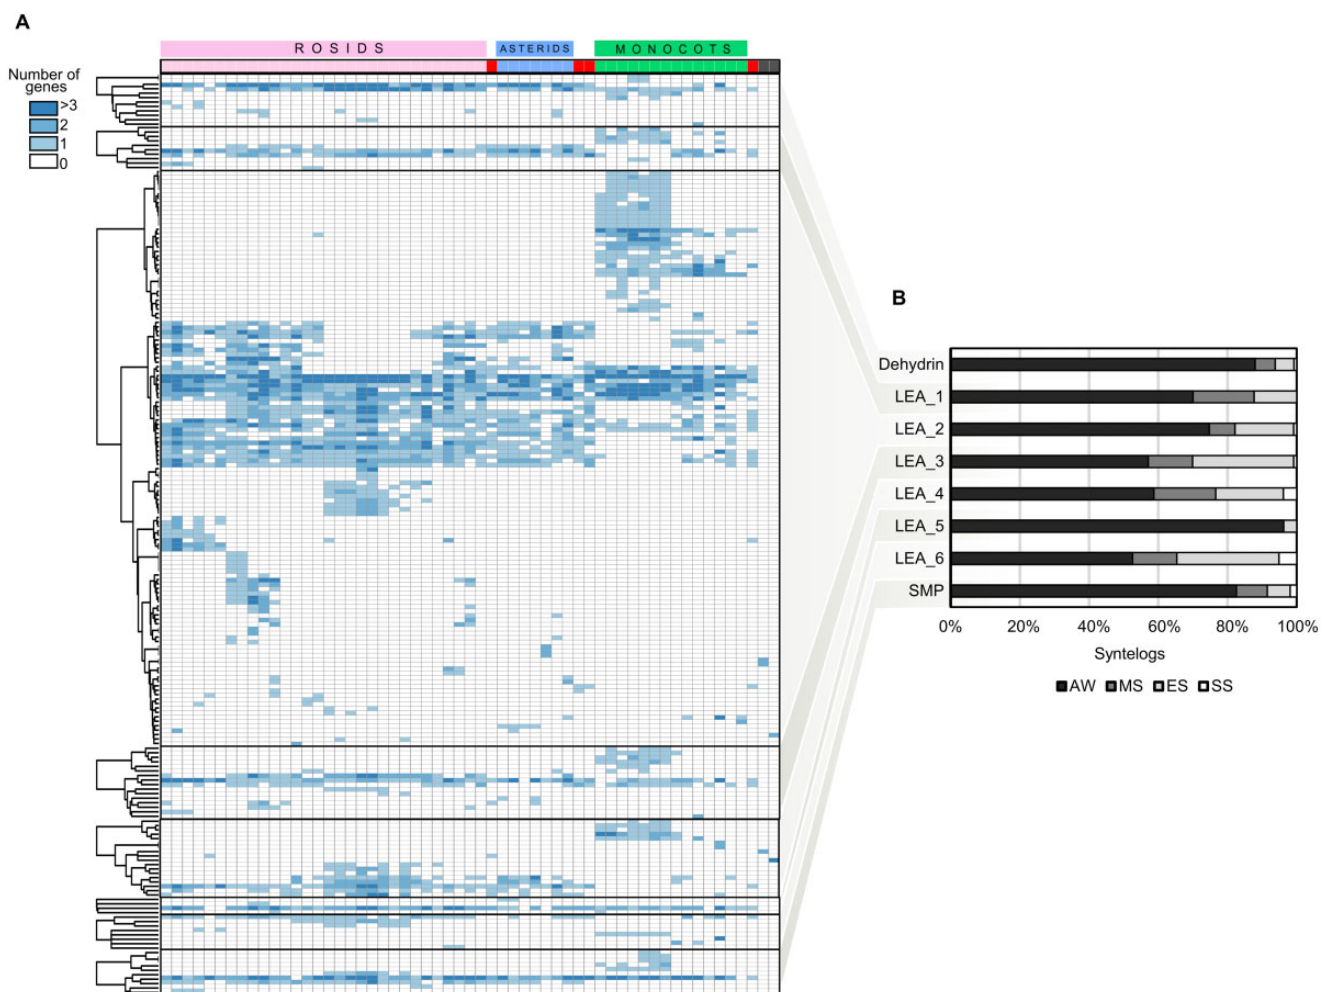 A
ROSIDS
ASTERIDS
MONOCOTS
Number of
genes
>3
2
1
0
B
Dehydrin
LEA_1
LEA_2
LEA_3
LEA_4
LEA_5
LEA_6
SMP
0% 20% 40% 60% 80% 100%
Syntelogs
AW MS ES SS